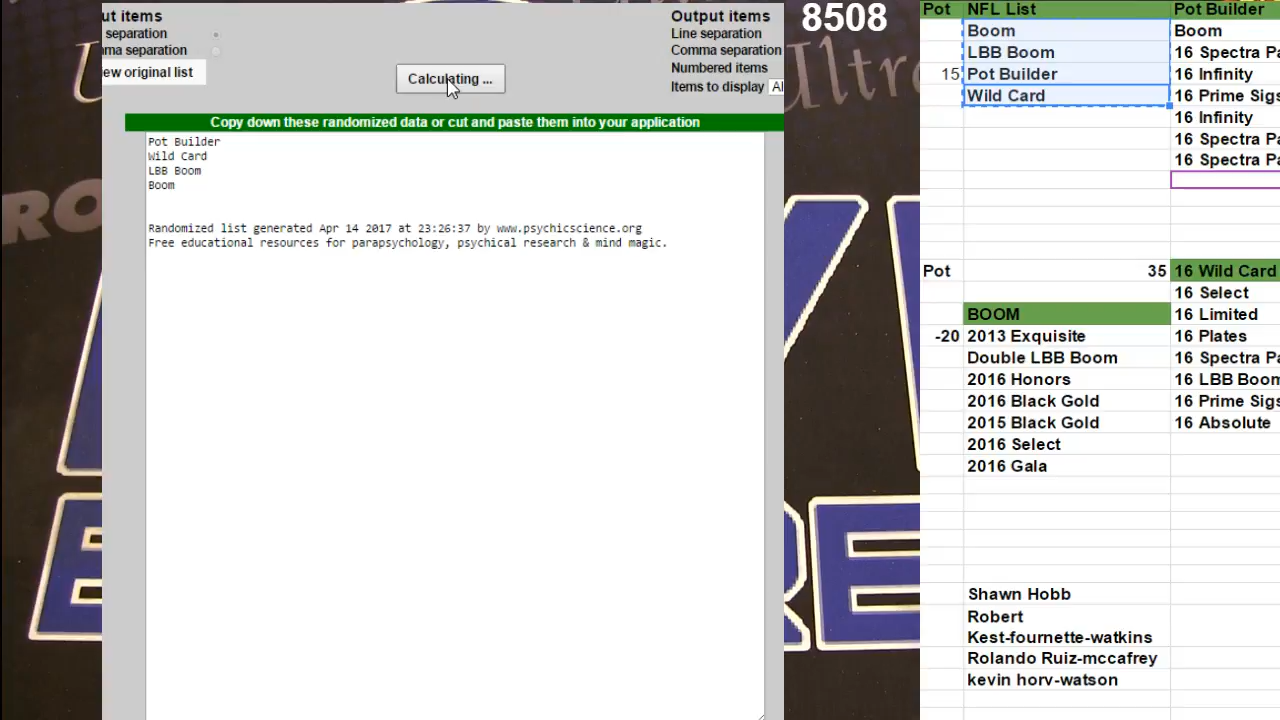 ut items
separation
mma separation
ew original list
Calculating ...
Output items
Line separation
Comma separation
Numbered items
Items to display
8508
Copy down these randomized data or cut and paste them into your application
Pot Builder
Wild Card
LBB Boom
Boom
Randomized list generated Apr 14 2017 at 23:26:37 by www.psychicscience.org
Free educational resources for parapsychology, psychical research & mind magic.
Pot NFL List Pot Builder
Boom Boom
LBB Boom 16 Spectra Pa
15 Pot Builder 16 Infinity
Wild Card 16 Prime Sigs
16 Infinity
16 Spectra Pa
16 Spectra Pa
Pot 35 16 Wild Card
16 Select
BOOM 16 Limited
-20 2013 Exquisite 16 Plates
Double LBB Boom 16 Spectra Pa
2016 Honors 16 LBB Boom
2016 Black Gold 16 Prime Sigs
2015 Black Gold 16 Absolute
2016 Select
2016 Gala
Shawn Hobb
Robert
Kest-fournette-watkins
Rolando Ruiz-mccafrey
kevin horv-watson